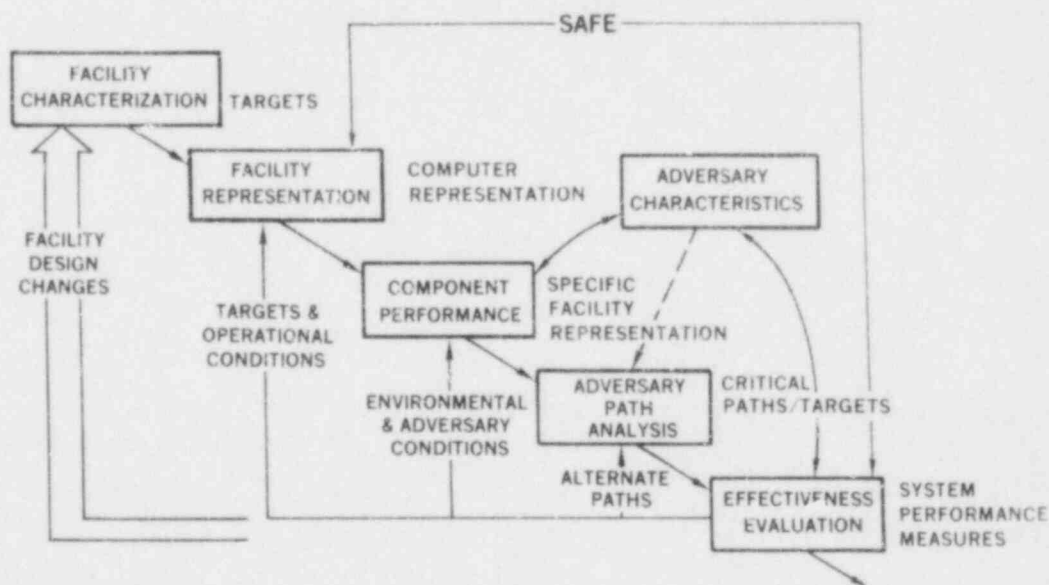 SAFE
FACILITY
CHARACTERIZATION
TARGETS
FACILITY
REPRESENTATION
COMPUTER
REPRESENTATION
ADVERSARY
CHARACTERISTICS
FACILITY
DESIGN
CHANGES
TARGETS &
OPERATIONAL
CONDITIONS
COMPONENT
PERFORMANCE
SPECIFIC
FACILITY
REPRESENTATION
ENVIRONMENTAL
& ADVERSARY
CONDITIONS
ADVERSARY
PATH
ANALYSIS
CRITICAL
PATHS/TARGETS
ALTERNATE
PATHS
EFFECTIVENESS
EVALUATION
SYSTEM
PERFORMANCE
MEASURES